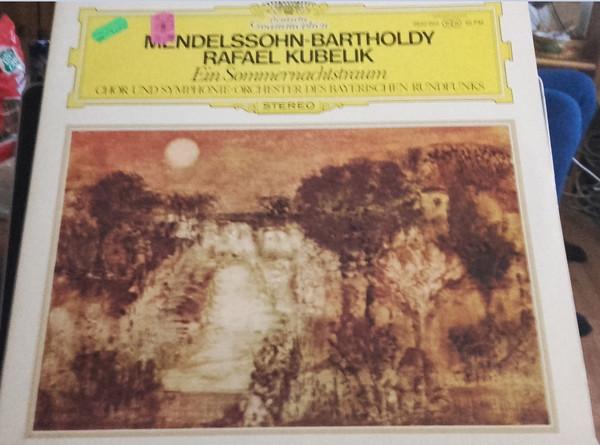 Deutsche
Grammophon
MENDELSSOHN-BARTHOLDY
RAFAEL KUBELIK
Ein Sommernachtstraum
CHOR UND SYMPHONIE-ORCHESTER DES BAYERISCHEN RUNDFUNKS
STEREO